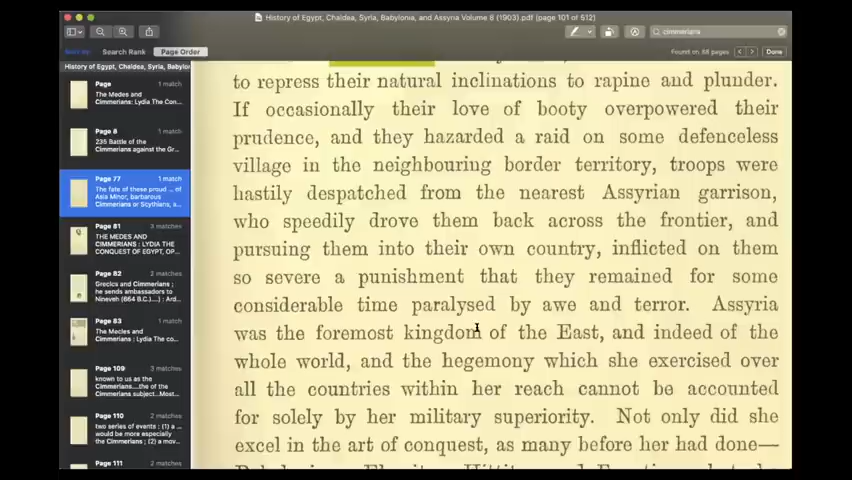 History of Egypt, Chaldea, Syria, Babylonia, and Assyria Volume 8 (1903).pdf (page 101 of 512)
cimmerians
Sort By: Search Rank Page Order
Found on 68 pages
Done
History of Egypt, Chaldea, Syria, Babylor
Page 1 match
The Medes and
Cimmerians: Lydia The Con...
Page 8 1 match
235 Battle of the
Cimmerians against the Gr...
Page 77 1 match
The fate of these proud ... of
Asia Minor, barbarous
Cimmerians or Scythians, a...
Page 81 3 matches
THE MEDES AND
CIMMERIANS : LYDIA THE
CONQUEST OF EGYPT, OP...
Page 82 2 matches
Greeics and Cimmerians ;
he sends ambassadors to
Nineveh (664 B.C.)... ; Ard...
Page 83 1 match
The Mecles and
Cimmerians : Lydia The co...
Page 109 3 matches
known to us as the
Cimmerians....the of the
Cimmerians subject...Most...
Page 110 2 matches
two series of events : (1) a ...
would be more especially
the Cimmerians ; (2) a mov...
Page 111 2 matches
to repress their natural inclinations to rapine and plunder.
If occasionally their love of booty overpowered their
prudence, and they hazarded a raid on some defenceless
village in the neighbouring border territory, troops were
hastily despatched from the nearest Assyrian garrison,
who speedily drove them back across the frontier, and
pursuing them into their own country, inflicted on them
so severe a punishment that they remained for some
considerable time paralysed by awe and terror. Assyria
was the foremost kingdom of the East, and indeed of the
whole world, and the hegemony which she exercised over
all the countries within her reach cannot be accounted
for solely by her military superiority. Not only did she
excel in the art of conquest, as many before her had done—